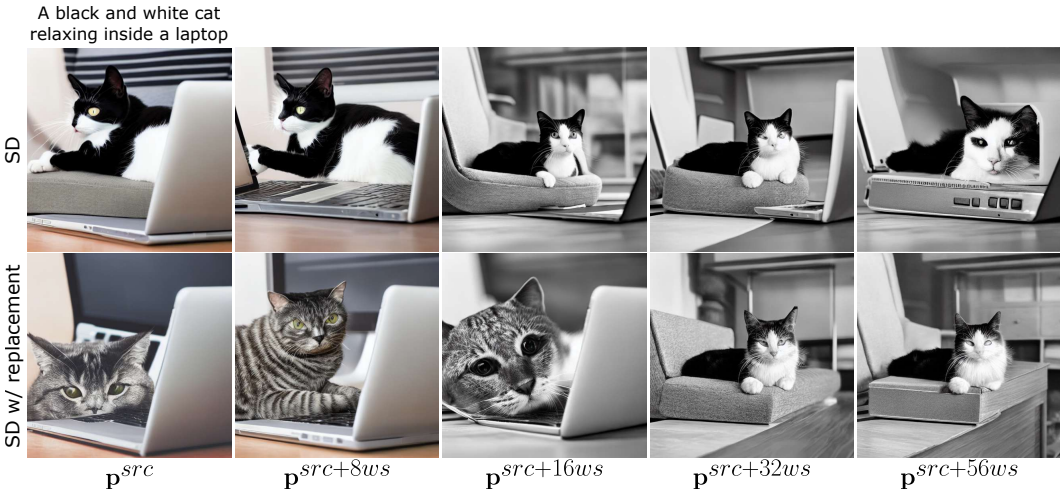 A black and white cat
relaxing inside a laptop
SD
SD w/ replacement
p^src p^src+8ws p^src+16ws p^src+32ws p^src+56ws